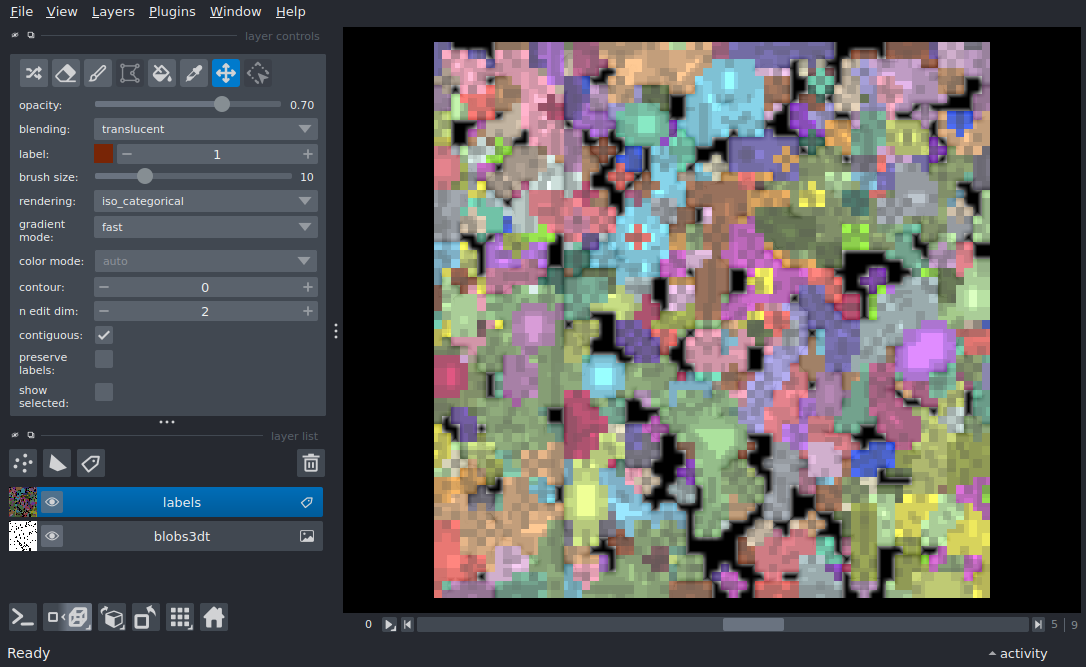 File View Layers Plugins Window Help
layer controls
opacity: 0.70
blending: translucent
label: 1
brush size: 10
rendering: iso_categorical
gradient
mode: fast
color mode: auto
contour: 0
n edit dim: 2
contiguous:
preserve
labels:
show
selected:
layer list
labels
blobs3dt
0 5 | 9
Ready activity